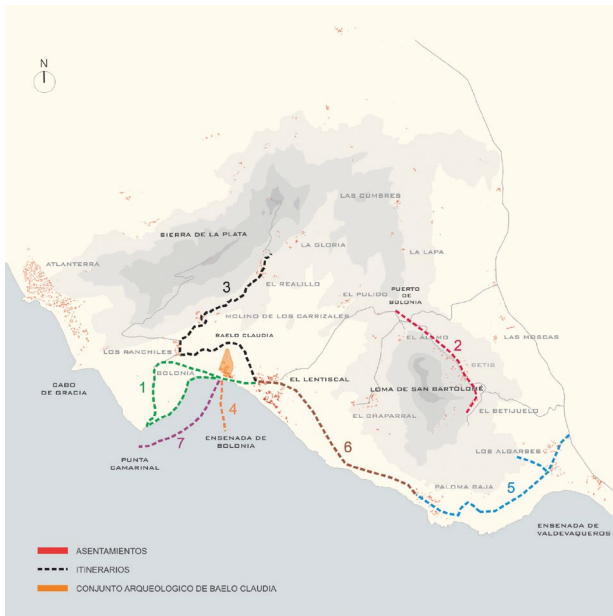 N
LAS CUMBRES
SIERRA DE LA PLATA
LA GLORIA
LA LAPA
ATLANTERRA
EL REALILLO
3
EL PULIDO
PUERTO
DE
BOLONIA
MOLINO DE LOS CARRIZALES
BAELO CLAUDIA
EL ALAMO
2
LAS MOSCAS
LOS RANCHILES
BETIS
BOLONIA
1
EL LENTISCAL
LOMA DE SAN BARTOLOMÉ
CABO
DE GRACIA
4
EL CHAPARRAL
EL BETIJUELO
7
ENSENADA DE
BOLONIA
PUNTA
CAMARINAL
6
LOS ALGARBES
PALOMA BAJA
5
ENSENADA DE
VALDEVAQUEROS
ASENTAMIENTOS
ITINERARIOS
CONJUNTO ARQUEOLOGICO DE BAELO CLAUDIA